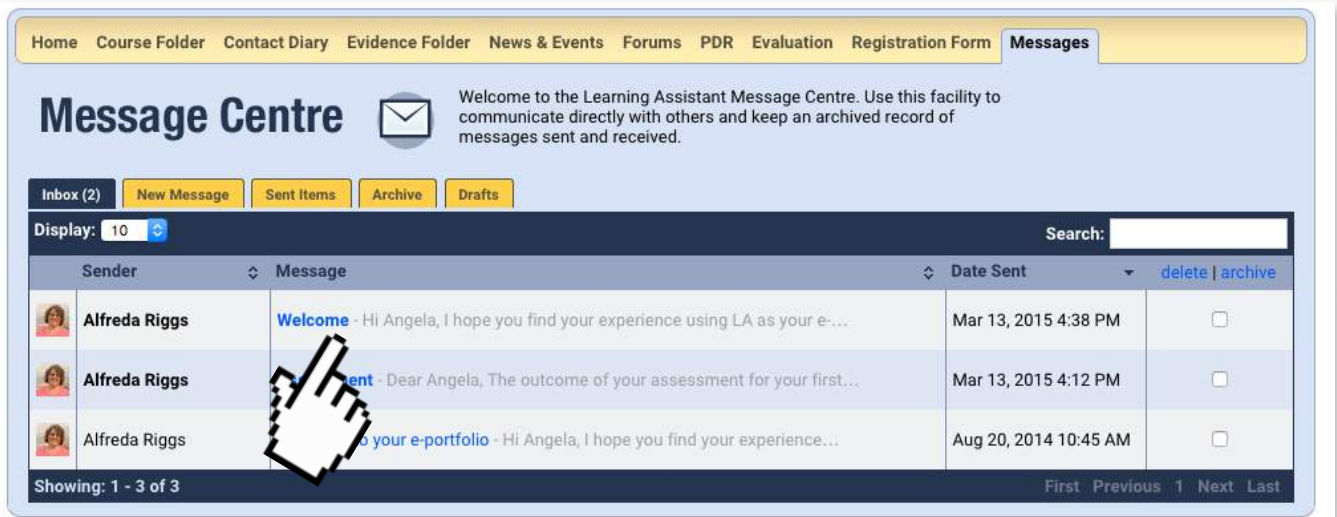 Home Course Folder Contact Diary Evidence Folder News & Events Forums PDR Evaluation Registration Form Messages
Message Centre
Welcome to the Learning Assistant Message Centre. Use this facility to
communicate directly with others and keep an archived record of
messages sent and received.
Inbox (2) New Message Sent Items Archive Drafts
Display: 10 Search:
Sender Message Date Sent delete | archive
Alfreda Riggs Welcome - Hi Angela, I hope you find your experience using LA as your e-... Mar 13, 2015 4:38 PM
Alfreda Riggs - Dear Angela, The outcome of your assessment for your first... Mar 13, 2015 4:12 PM
Alfreda Riggs your e-portfolio - Hi Angela, I hope you find your experience... Aug 20, 2014 10:45 AM
Showing: 1 - 3 of 3 First Previous 1 Next Last